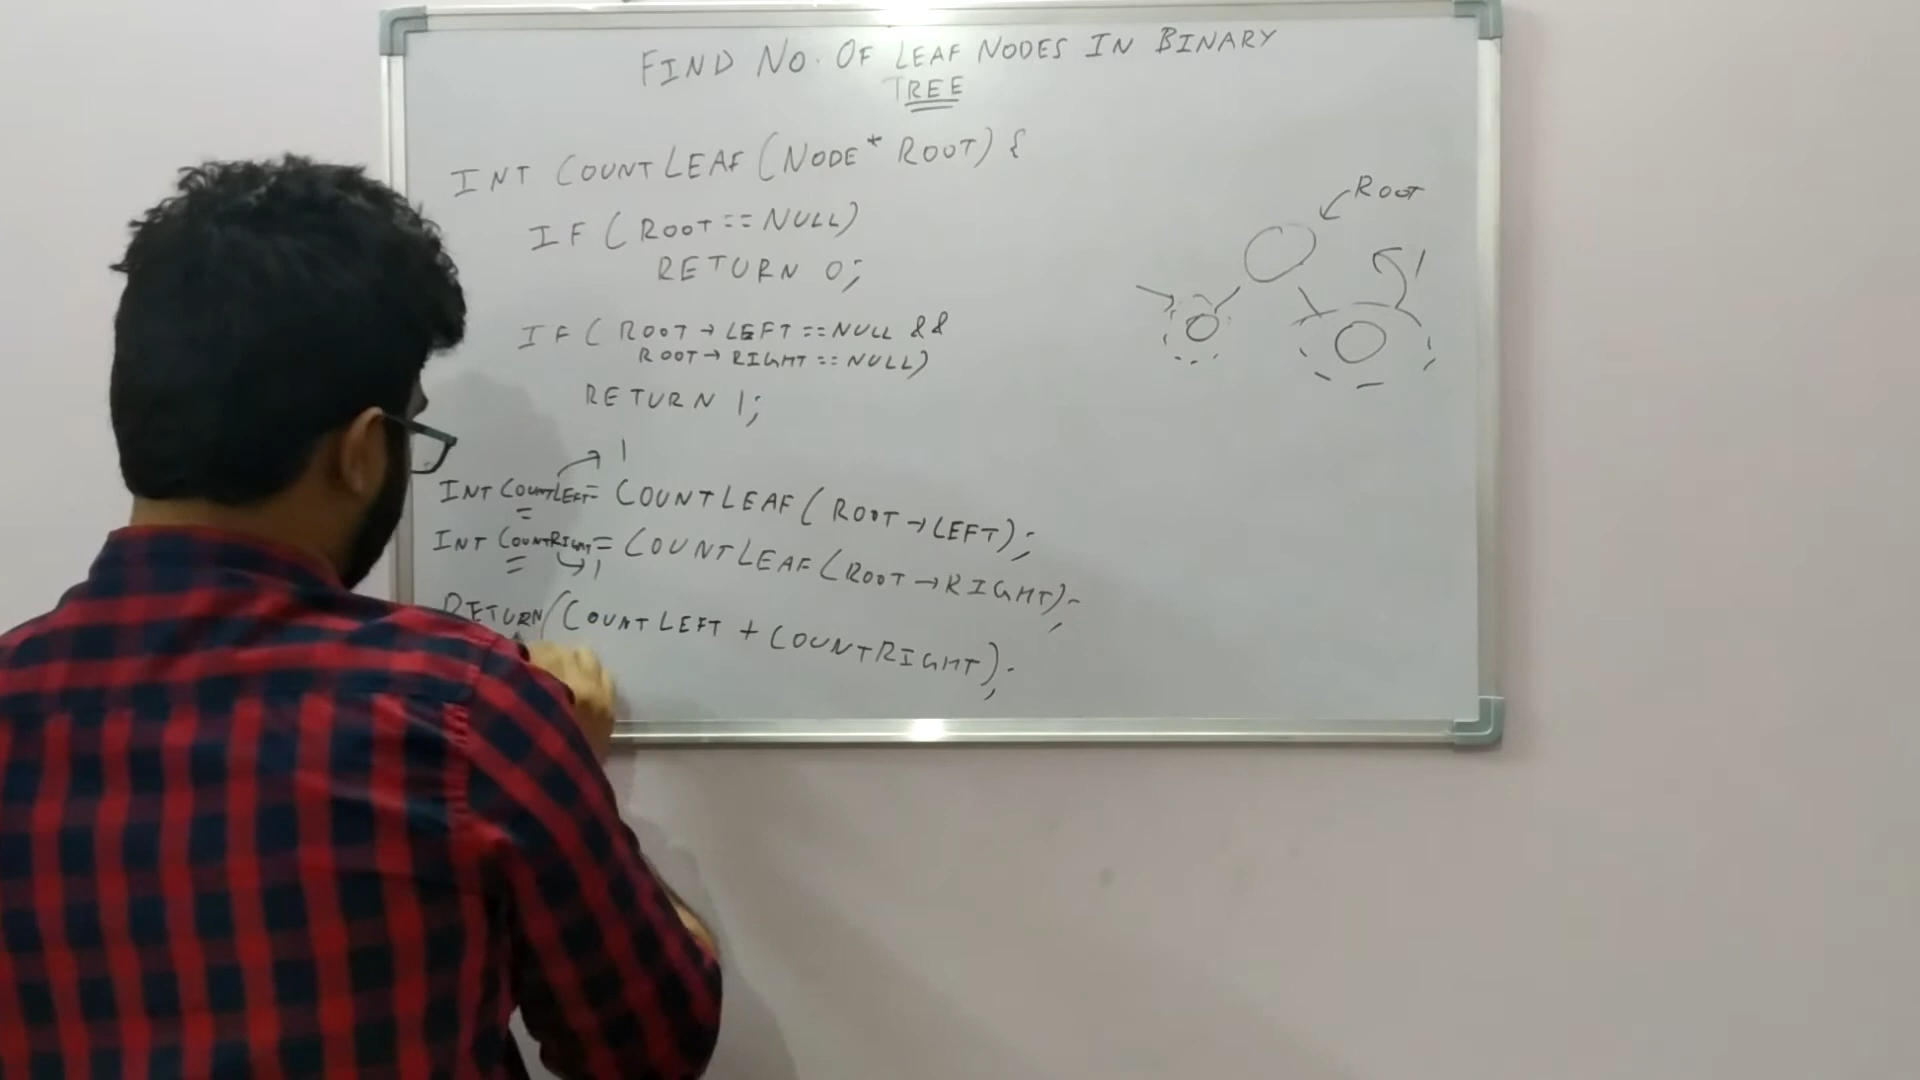 FIND NO. OF LEAF NODES IN BINARY
TREE
INT COUNTLEAF(NODE* ROOT) {
IF (ROOT==NULL)
RETURN 0;
IF (ROOT→LEFT==NULL &&
ROOT→RIGHT==NULL)
RETURN 1;
1
INT COUNTLEFT= COUNTLEAF(ROOT→LEFT);
INT COUNTRIGHT= COUNTLEAF(ROOT→RIGHT);
1
RETURN(COUNTLEFT + COUNTRIGHT);
ROOT
1